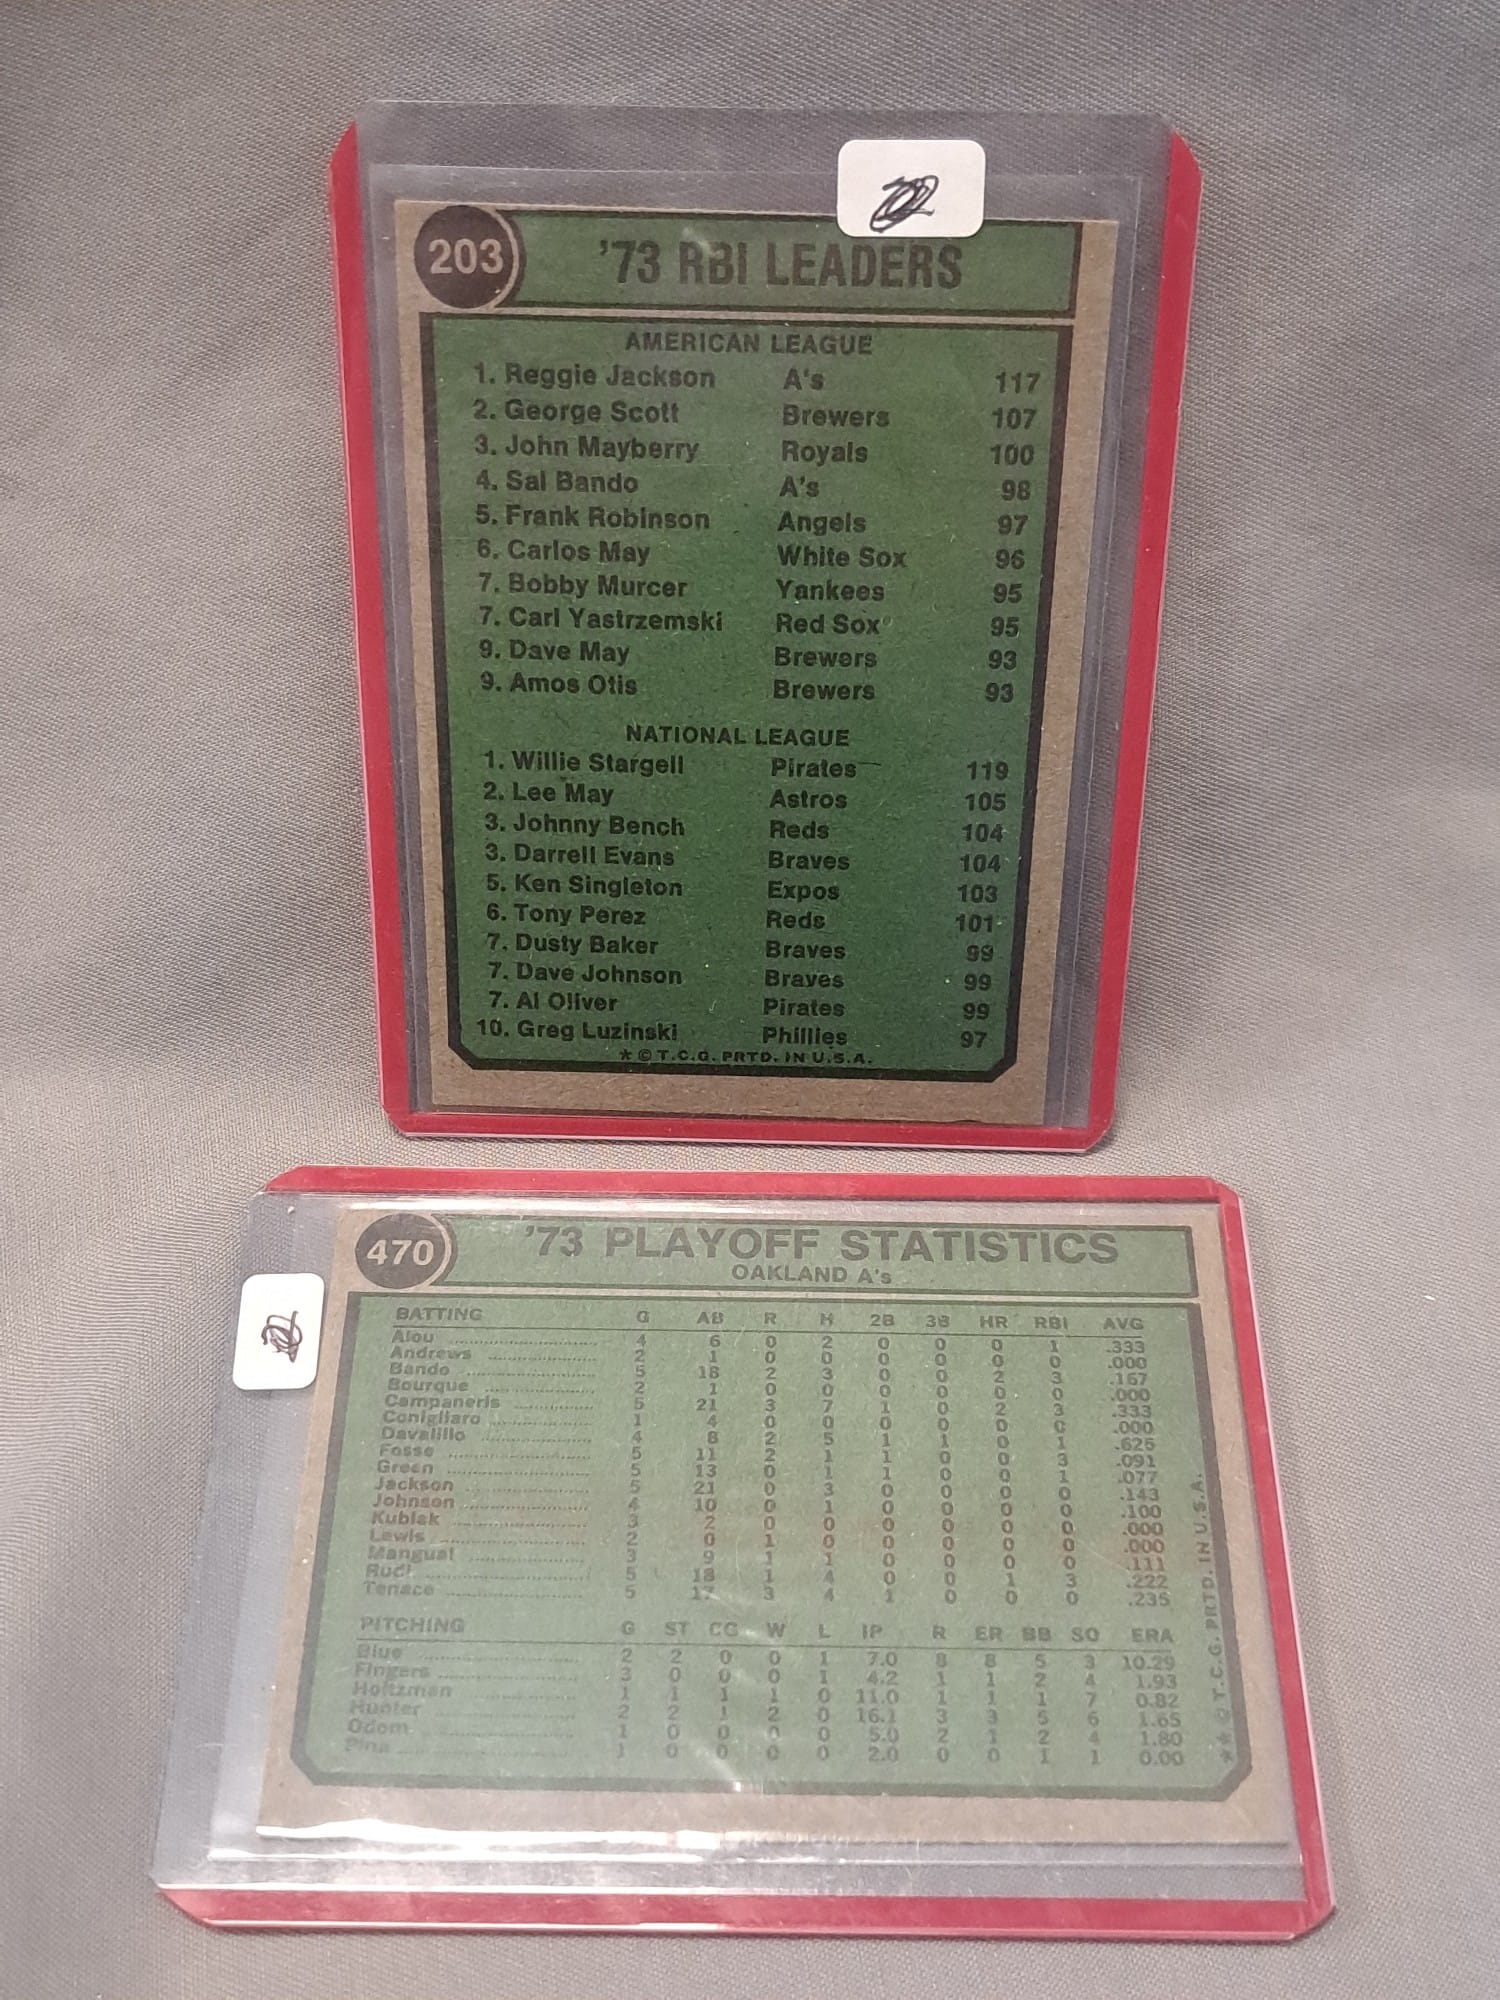 203 '73 RBI LEADERS
AMERICAN LEAGUE
1. Reggie Jackson A's 117
2. George Scott Brewers 107
3. John Mayberry Royals 100
4. Sal Bando A's 98
5. Frank Robinson Angels 97
6. Carlos May White Sox 96
7. Bobby Murcer Yankees 95
7. Carl Yastrzemski Red Sox 95
9. Dave May Brewers 93
9. Amos Otis Brewers 93
NATIONAL LEAGUE
1. Willie Stargell Pirates 119
2. Lee May Astros 105
3. Johnny Bench Reds 104
3. Darrell Evans Braves 104
5. Ken Singleton Expos 103
6. Tony Perez Reds 101
7. Dusty Baker Braves 99
7. Dave Johnson Braves 99
7. Al Oliver Pirates 99
10. Greg Luzinski Phillies 97
* © T.C.G. PRTD. IN U.S.A.
470 '73 PLAYOFF STATISTICS
OAKLAND A's
BATTING G AB R H 2B 3B HR RBI AVG
Alou 4 6 0 2 0 0 0 1 .333
Andrews 2 1 0 0 0 0 0 0 .000
Bando 5 18 2 3 0 0 2 3 .167
Bourque 2 1 0 0 0 0 0 0 .000
Campaneris 5 21 3 7 1 0 2 3 .333
Conigliaro 1 4 0 0 0 0 0 0 .000
Davalillo 4 8 2 5 1 1 0 1 .625
Fosse 5 11 2 1 1 0 0 3 .091
Green 5 13 0 1 1 0 0 1 .077
Jackson 5 21 0 3 0 0 0 0 .143
Johnson 4 10 0 1 0 0 0 0 .100
Kubiak 3 2 0 0 0 0 0 0 .000
Lewis 2 0 1 0 0 0 0 0 .000
Mangual 3 9 1 1 0 0 0 0 .111
Rudi 5 18 1 4 0 0 1 3 .222
Tenace 5 17 3 4 1 0 0 0 .235
PITCHING G ST CG W L IP R ER BB SO ERA
Blue 2 2 0 0 1 7.0 8 8 5 3 10.29
Fingers 3 0 0 0 1 4.2 1 1 2 4 1.93
Holtzman 1 1 1 1 0 11.0 1 1 1 7 0.82
Hunter 2 2 1 2 0 16.1 3 3 5 6 1.65
Odom 1 0 0 0 0 5.0 2 1 2 4 1.80
Pina 1 0 0 0 0 2.0 0 0 1 1 0.00
** © T.C.G. PRTD. IN U.S.A.